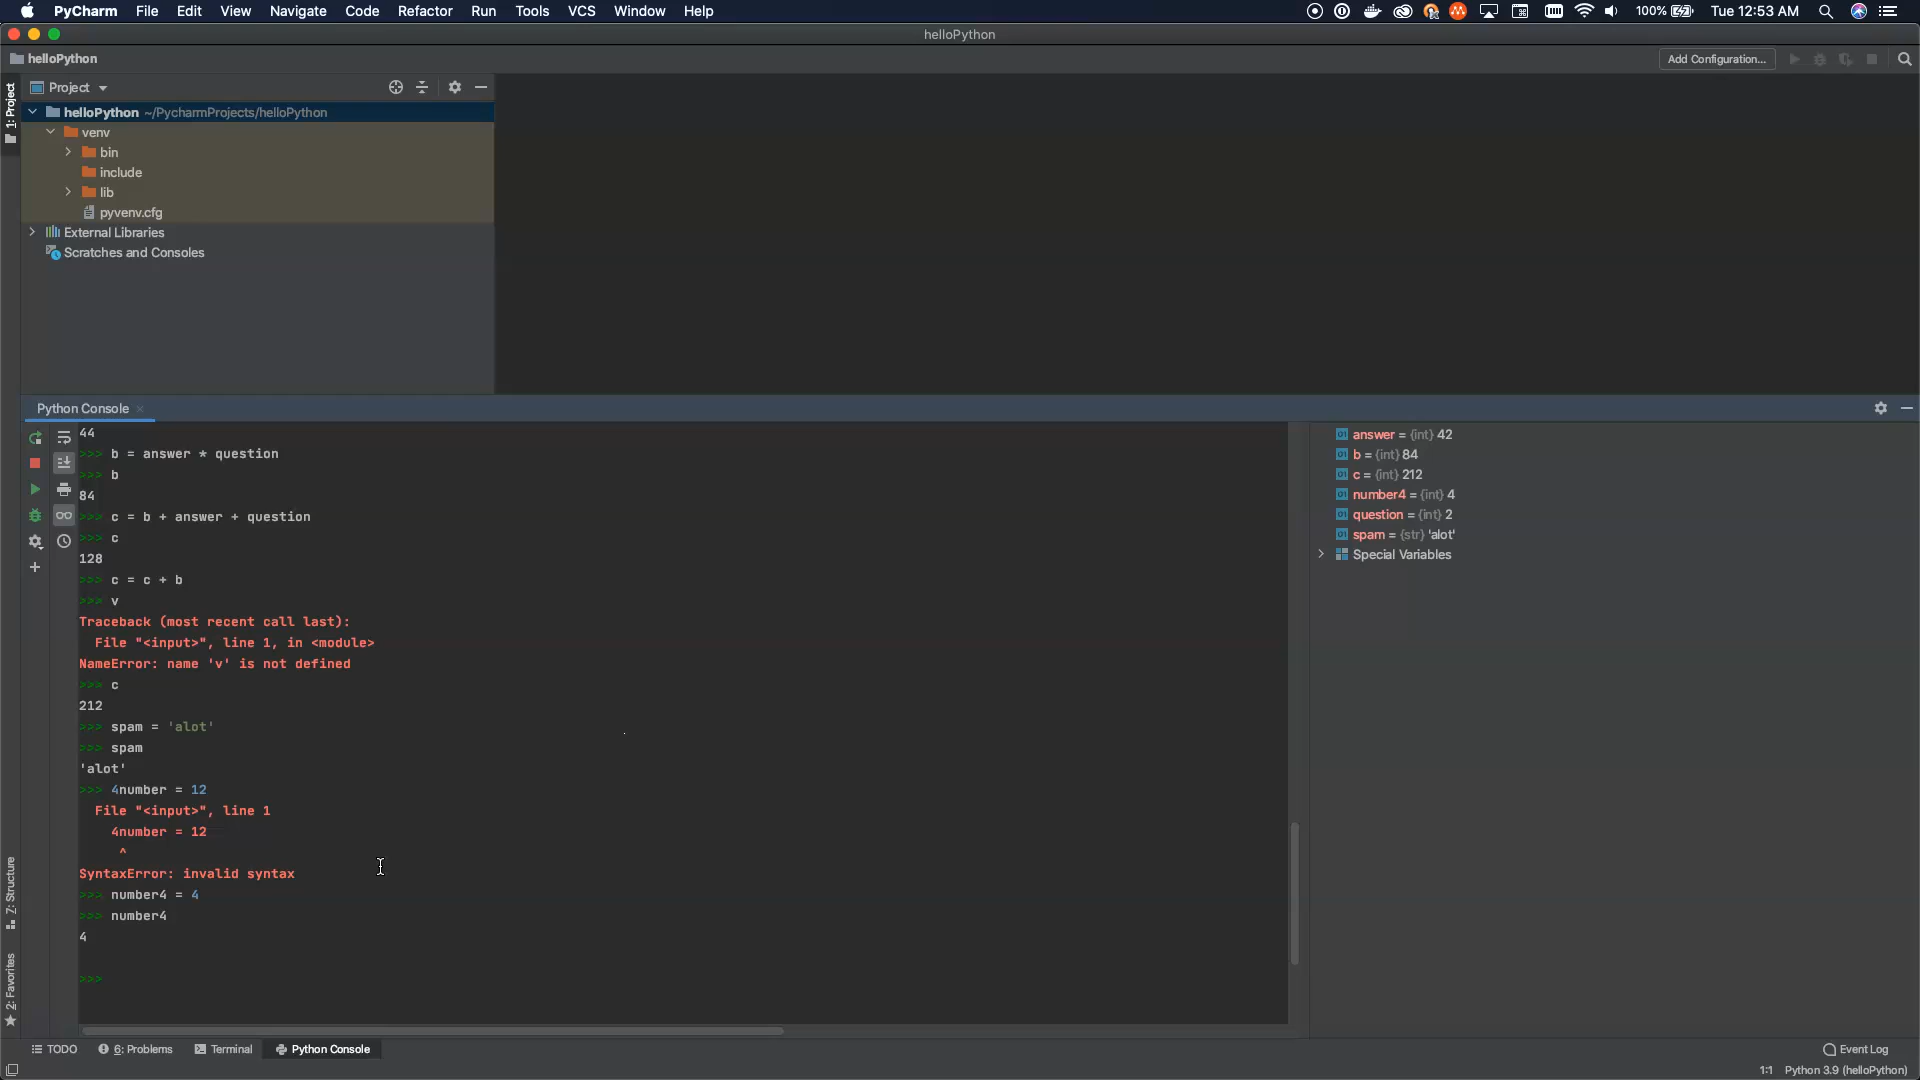 PyCharm File Edit View Navigate Code Refactor Run Tools VCS Window Help 100% Tue 12:53 AM
helloPython
helloPython Add Configuration...
1: Project
Project
helloPython ~/PycharmProjects/helloPython
venv
bin
include
lib
pyvenv.cfg
External Libraries
Scratches and Consoles
Python Console
44
>>> b = answer * question
>>> b
84
>>> c = b + answer + question
>>> c
128
>>> c = c + b
>>> v
Traceback (most recent call last):
File "<input>", line 1, in <module>
NameError: name 'v' is not defined
>>> c
212
>>> spam = 'alot'
>>> spam
'alot'
>>> 4number = 12
File "<input>", line 1
4number = 12
^
SyntaxError: invalid syntax
>>> number4 = 4
>>> number4
4
>>>
answer = {int} 42
b = {int} 84
c = {int} 212
number4 = {int} 4
question = {int} 2
spam = {str} 'alot'
Special Variables
Z: Structure
2: Favorites
TODO 6: Problems Terminal Python Console Event Log
1:1 Python 3.9 (helloPython)